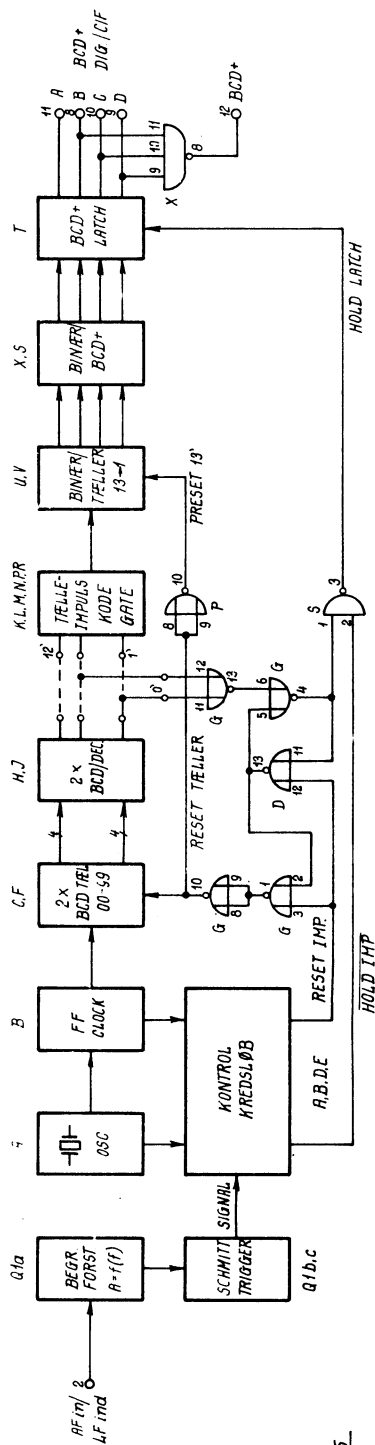 Q1a
ㄣ
B
C,F
H,J
K.L.M.N.P.R
U,V
X,S
T
AF in/
LF ind
2
BEGR
FORST
A=f(f)
OSC
FF
CLOCK
2 x
BCD TÆL
00-59
4
4
2 x
BCD/DEC
12'
1'
TÆLLE-
IMPULS
KODE
GATE
BINÆR/
TÆLLER
13→1
BINÆR/
BCD+
BCD+
LATCH
11
A
8
B
10
C
9
D
BCD+
DIG/CIF
11
10
9
8
X
12
BCD+
SCHMITT
TRIGGER
Q1b.c
SIGNAL
KONTROL
KREDSLØB
A,B,D,E
RESET TÆLLER
PRESET 13'
8
9
10
P
0'
11
12
13
G
5
6
4
G
13
12
11
D
10
8
9
G
1
3
2
G
RESET IMP.
HOLD IMP
1
2
3
S
HOLD LATCH